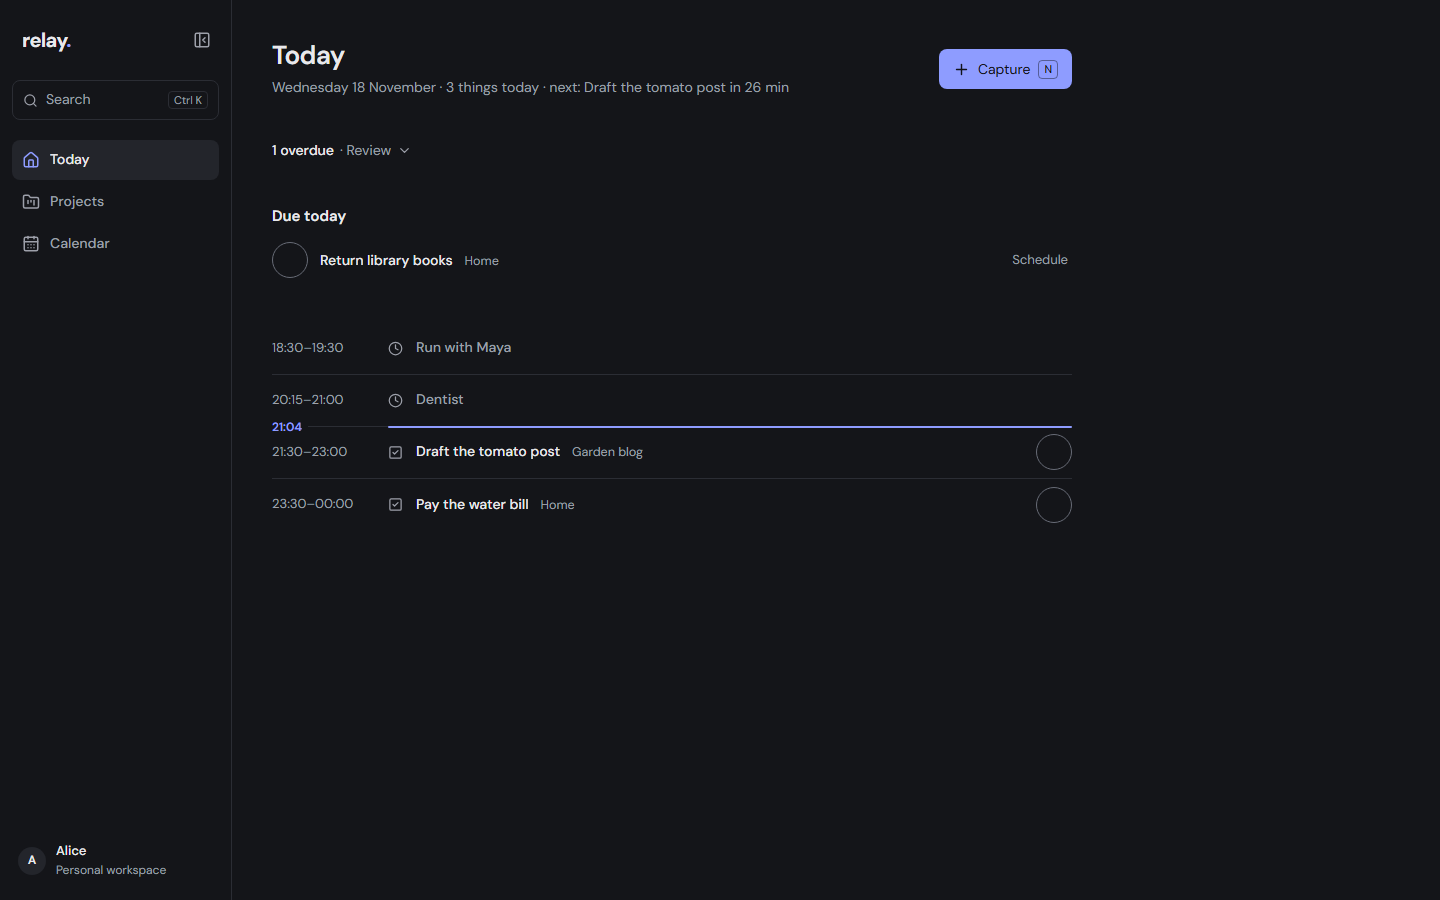 relay.
Search Ctrl K
Today
Projects
Calendar
Alice
A
Personal workspace
Today
Wednesday 18 November · 3 things today · next: Draft the tomato post in 26 min
+ Capture N
1 overdue · Review
Due today
Return library books Home Schedule
18:30–19:30 Run with Maya
20:15–21:00 Dentist
21:04
21:30–23:00 Draft the tomato post Garden blog
23:30–00:00 Pay the water bill Home